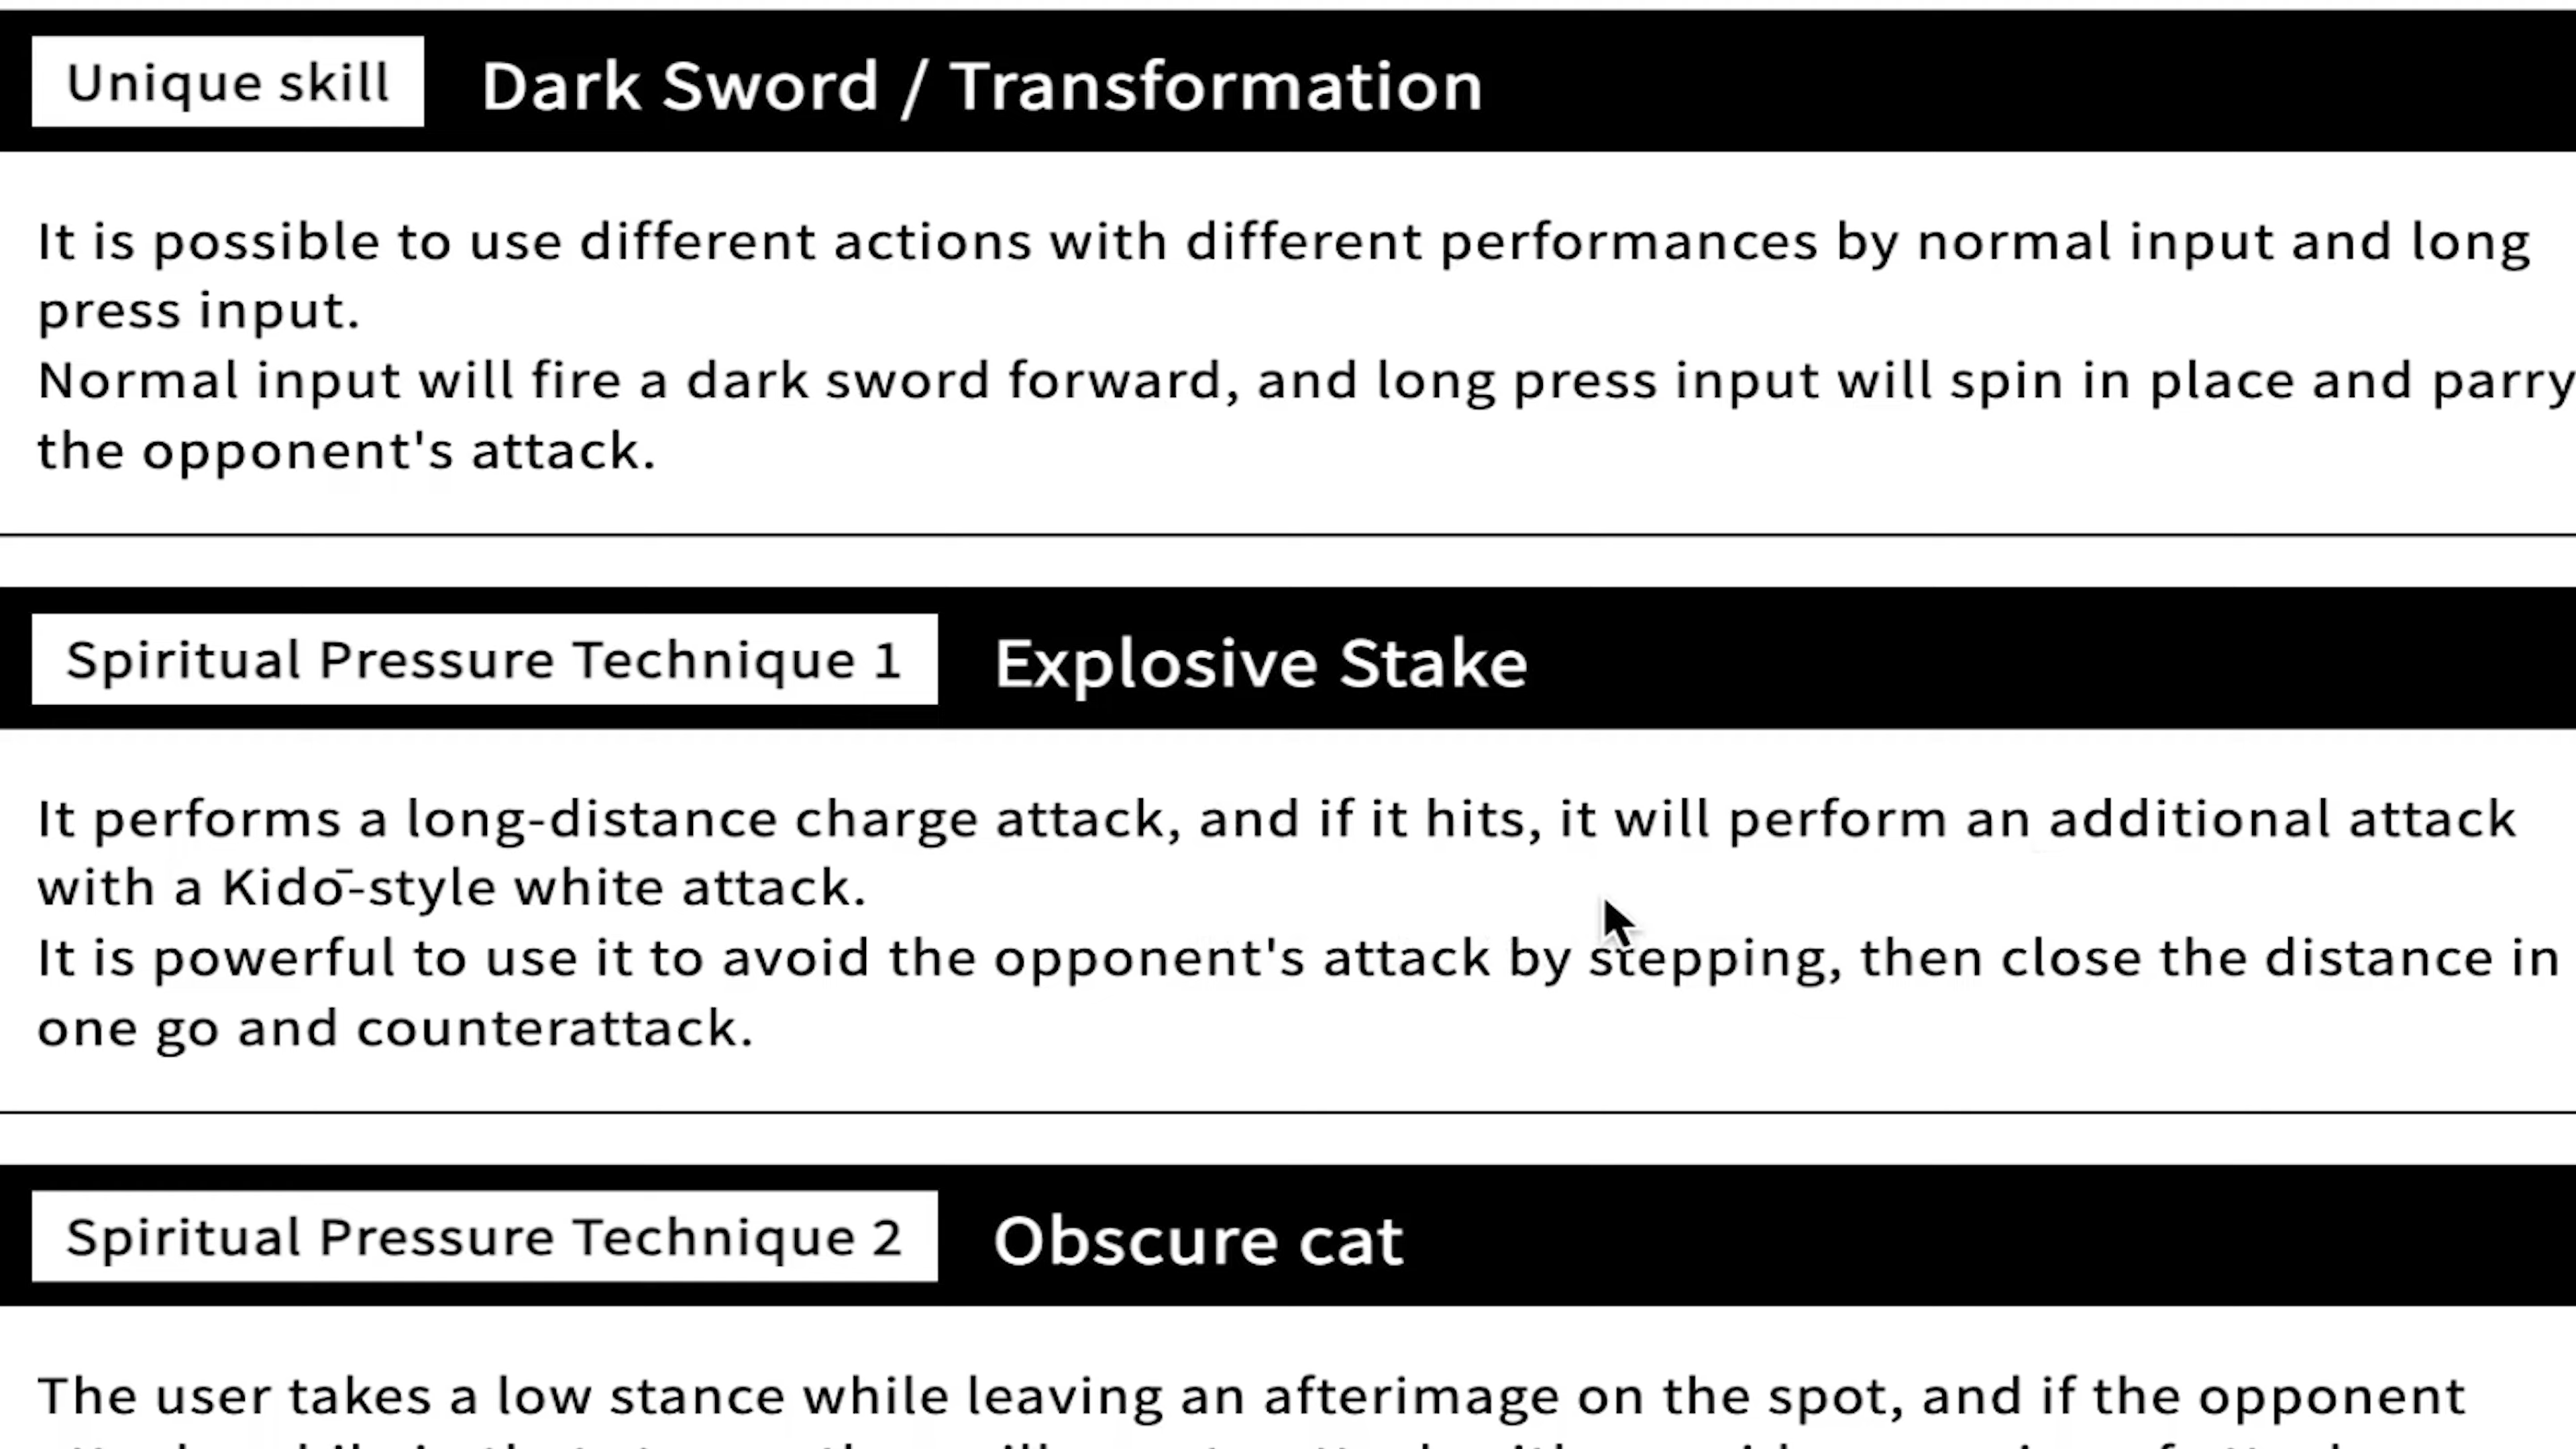 Unique skill Dark Sword / Transformation
It is possible to use different actions with different performances by normal input and long
press input.
Normal input will fire a dark sword forward, and long press input will spin in place and parry
the opponent's attack.
Spiritual Pressure Technique 1 Explosive Stake
It performs a long-distance charge attack, and if it hits, it will perform an additional attack
with a Kidō-style white attack.
It is powerful to use it to avoid the opponent's attack by stepping, then close the distance in
one go and counterattack.
Spiritual Pressure Technique 2 Obscure cat
The user takes a low stance while leaving an afterimage on the spot, and if the opponent